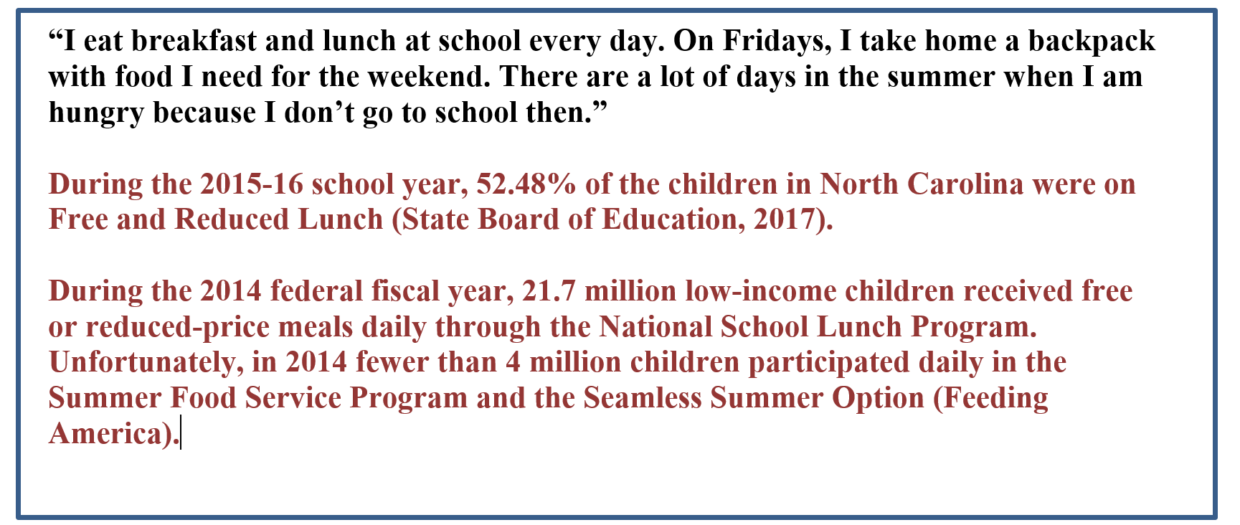 “I eat breakfast and lunch at school every day. On Fridays, I take home a backpack
with food I need for the weekend. There are a lot of days in the summer when I am
hungry because I don’t go to school then.”
During the 2015-16 school year, 52.48% of the children in North Carolina were on
Free and Reduced Lunch (State Board of Education, 2017).
During the 2014 federal fiscal year, 21.7 million low-income children received free
or reduced-price meals daily through the National School Lunch Program.
Unfortunately, in 2014 fewer than 4 million children participated daily in the
Summer Food Service Program and the Seamless Summer Option (Feeding
America).